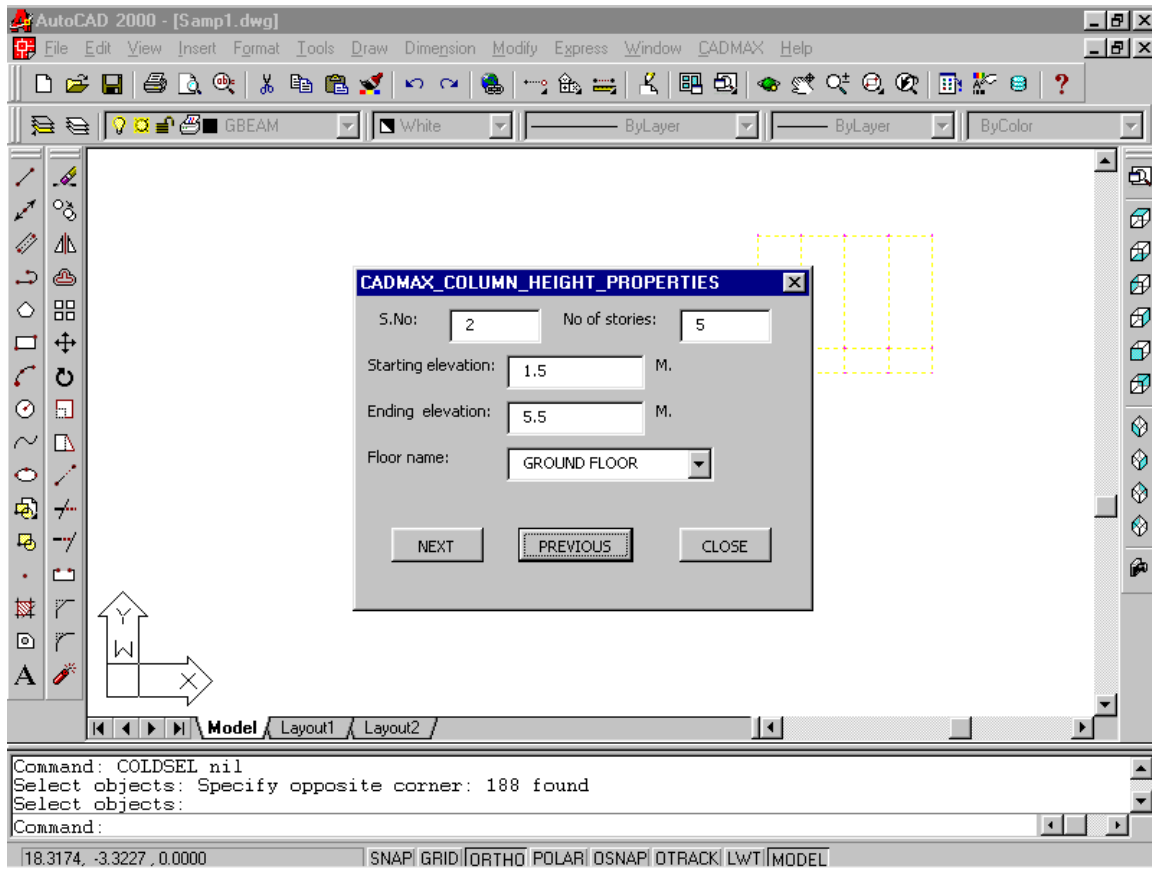 AutoCAD 2000 - [Samp1.dwg]
File Edit View Insert Format Tools Draw Dimension Modify Express Window CADMAX Help
GBEAM White ByLayer ByLayer ByColor
CADMAX_COLUMN_HEIGHT_PROPERTIES
S.No: 2 No of stories: 5
Starting elevation: 1.5 M.
Ending elevation: 5.5 M.
Floor name: GROUND FLOOR
NEXT PREVIOUS CLOSE
Y
W
X
A
Model Layout1 Layout2
Command: COLDSEL nil
Select objects: Specify opposite corner: 188 found
Select objects:
Command:
18.3174, -3.3227 , 0.0000 SNAP GRID ORTHO POLAR OSNAP OTRACK LWT MODEL